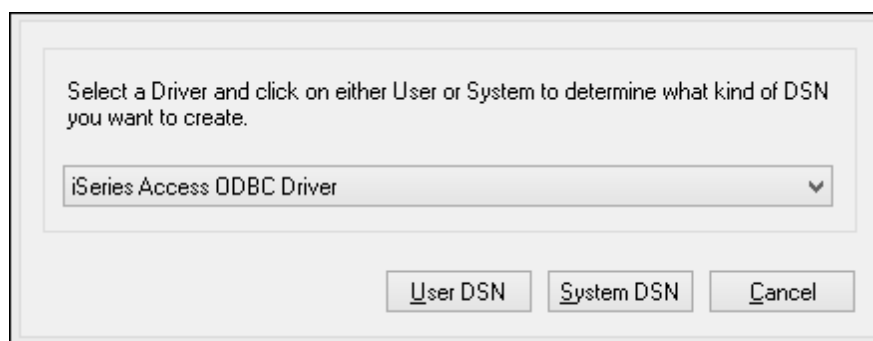 Select a Driver and click on either User or System to determine what kind of DSN
you want to create.
iSeries Access ODBC Driver
User DSN System DSN Cancel